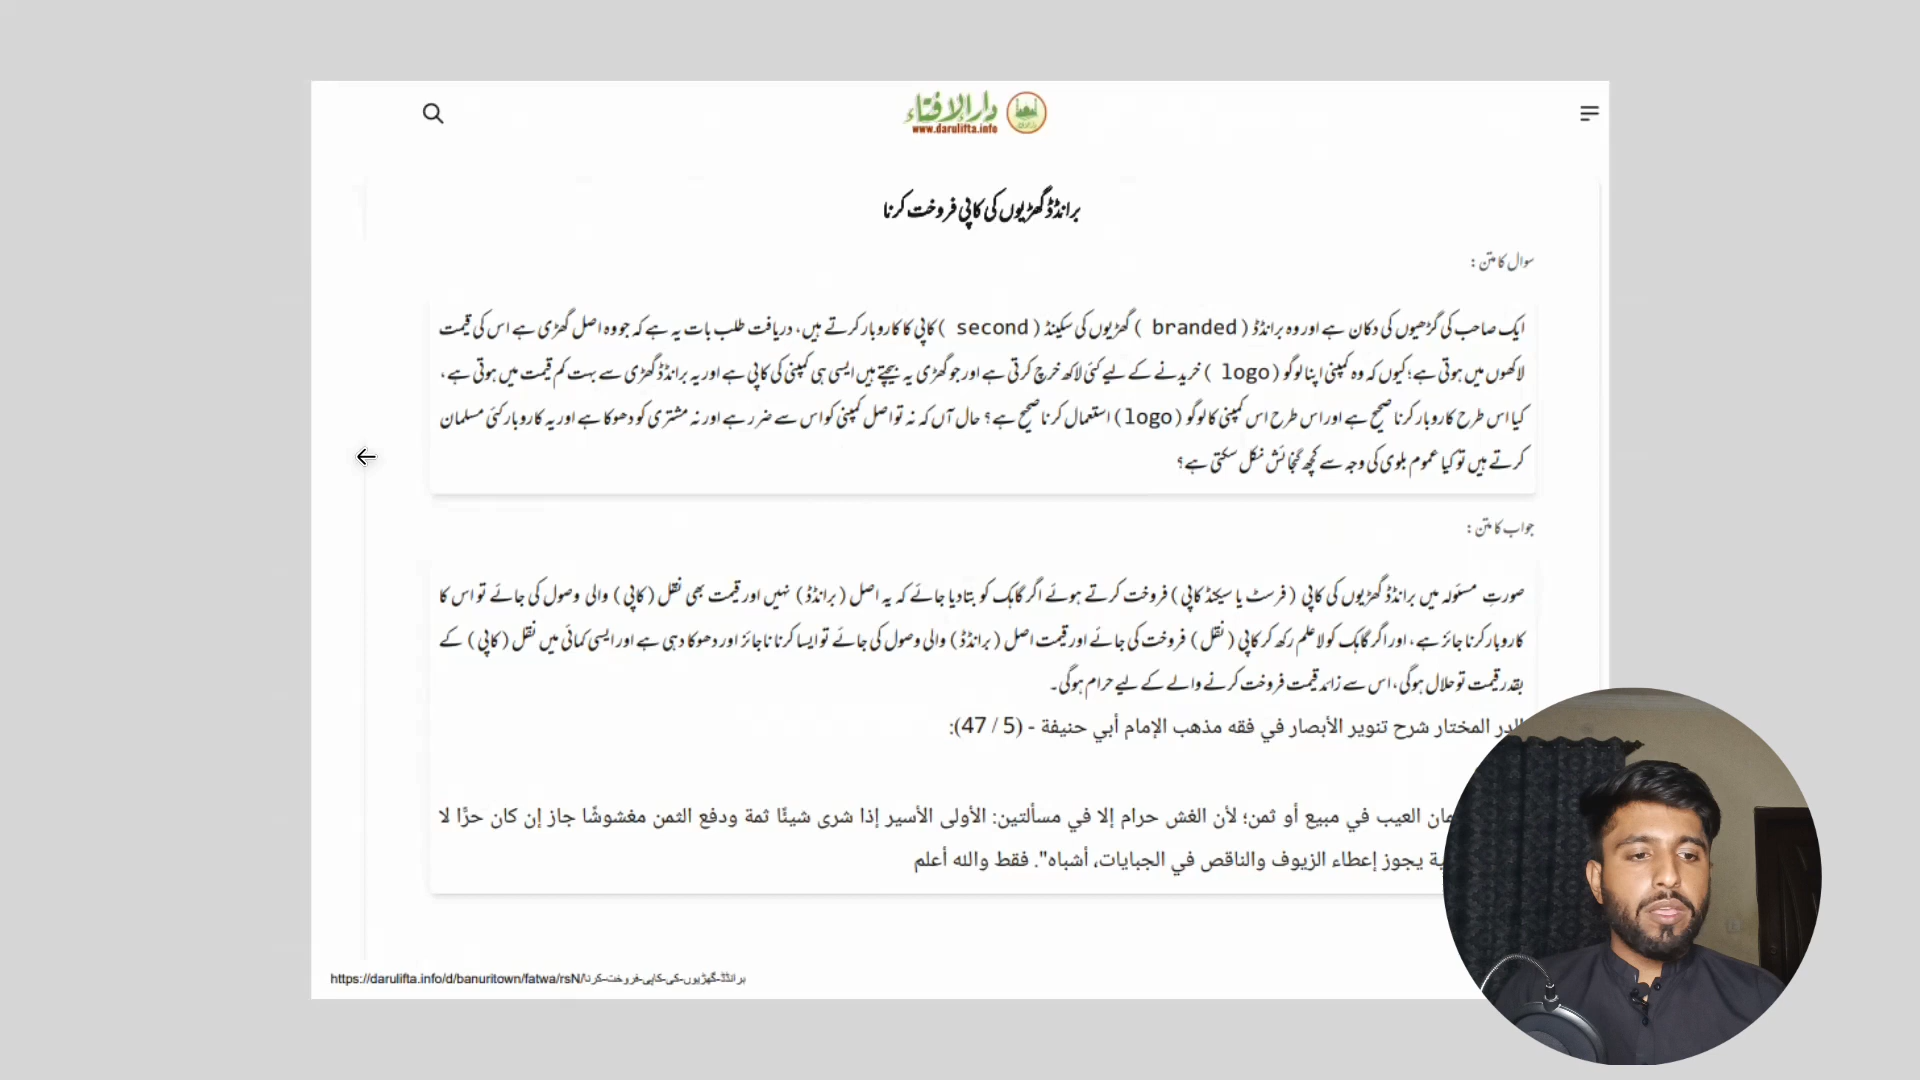 دارالافتاء
www.darulifta.info
برانڈڈ گھڑیوں کی کاپی فروخت کرنا
سوال کا متن :
ایک صاحب کی گڑھیوں کی دکان ہے اور وہ برانڈڈ ( branded ) گھڑیوں کی سکینڈ ( second ) کاپی کا کاروبار کرتے ہیں، دریافت طلب بات یہ ہے کہ جو وہ اصل گھڑی ہے اس کی قیمت
لاکھوں میں ہوتی ہے؛ کیوں کہ وہ کمپنی اپنا لوگو ( logo ) خریدنے کے لیے کئی لاکھ خرچ کرتی ہے اور جو گھڑی یہ بیچتے ہیں ایسی ہی کمپنی کی کاپی ہے اور یہ برانڈڈ گھڑی سے بہت کم قیمت میں ہوتی ہے،
کیا اس طرح کاروبار کرنا صحیح ہے اور اس طرح اس کمپنی کا لوگو ( logo ) استعمال کرنا صحیح ہے؟ حال آں کہ نہ تو اصل کمپنی کو اس سے ضرر ہے اور نہ مشتری کو دھوکا ہے اور یہ کاروبار کئی مسلمان
کرتے ہیں تو کیا عموم بلوی کی وجہ سے کچھ گنجائش نکل سکتی ہے؟
جواب کا متن :
صورتِ مسئولہ میں برانڈڈ گھڑیوں کی کاپی ( فرسٹ یا سیکنڈ کاپی ) فروخت کرتے ہوئے اگر گاہک کو بتادیا جائے کہ یہ اصل ( برانڈڈ ) نہیں اور قیمت بھی نقل ( کاپی ) والی وصول کی جائے تو اس کا
کاروبار کرنا جائز ہے، اور اگر گاہک کو لاعلم رکھ کر کاپی ( نقل ) فروخت کی جائے اور قیمت اصل ( برانڈڈ ) والی وصول کی جائے تو ایسا کرنا ناجائز اور دھوکا دہی ہے اور ایسی کمائی میں نقل ( کاپی ) کے
بقدر قیمت تو حلال ہوگی، اس سے زائد قیمت فروخت کرنے والے کے لیے حرام ہوگی۔
الدر المختار شرح تنوير الأبصار في فقه مذهب الإمام أبي حنيفة - (5 / 47):
العيب في مبيع أو ثمن؛ لأن الغش حرام إلا في مسألتين: الأولى الأسير إذا شرى شيئًا ثمة ودفع الثمن مغشوشًا جاز إن كان حرًّا لا
يجوز إعطاء الزيوف والناقص في الجبايات، أشباه". فقط والله أعلم
https://darulifta.info/d/banuritown/fatwa/rsN/برانڈڈ-گھڑیوں-کی-کاپی-فروخت-کرنا